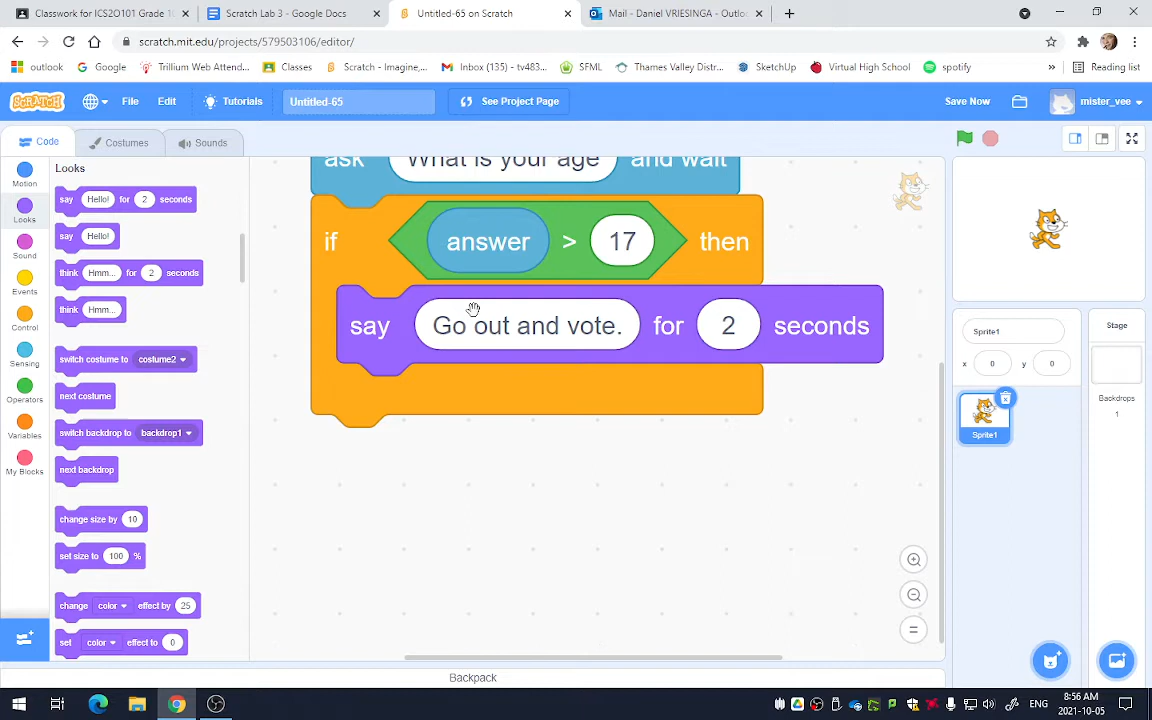 Classwork for ICS2O101 Grade 10
Scratch Lab 3 - Google Docs
Untitled-65 on Scratch
Mail - Daniel VRIESINGA - Outloo
scratch.mit.edu/projects/579503106/editor/
outlook
Google
Trillium Web Attend...
Classes
Scratch - Imagine,...
Inbox (135) - tv483...
SFML
Thames Valley Distr...
SketchUp
Virtual High School
spotify
»
Reading list
SCRATCH
File
Edit
Tutorials
Untitled-65
See Project Page
Save Now
mister_vee
Code
Costumes
Sounds
Motion
Looks
Sound
Events
Control
Sensing
Operators
Variables
My Blocks
Looks
say Hello! for 2 seconds
say Hello!
think Hmm... for 2 seconds
think Hmm...
switch costume to costume2
next costume
switch backdrop to backdrop1
next backdrop
change size by 10
set size to 100 %
change color effect by 25
set color effect to 0
ask What is your age and wait
if answer > 17 then
say Go out and vote. for 2 seconds
Sprite1
x 0 y 0
Sprite1
Stage
Backdrops
1
Backpack
ENG
8:56 AM
2021-10-05